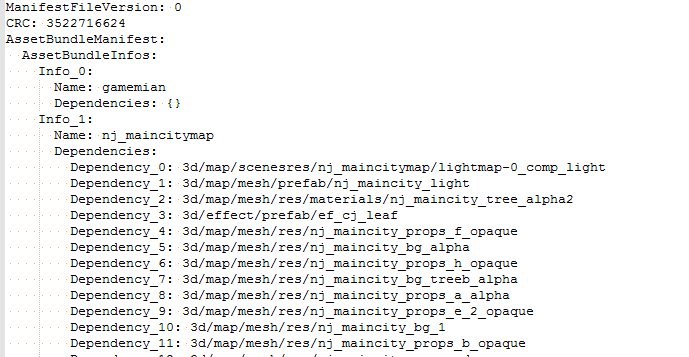 ManifestFileVersion: 0
CRC: 3522716624
AssetBundleManifest:
AssetBundleInfos:
Info_0:
Name: gamemian
Dependencies: {}
Info_1:
Name: nj_maincitymap
Dependencies:
Dependency_0: 3d/map/scenesres/nj_maincitymap/lightmap-0_comp_light
Dependency_1: 3d/map/mesh/prefab/nj_maincity_light
Dependency_2: 3d/map/mesh/res/materials/nj_maincity_tree_alpha2
Dependency_3: 3d/effect/prefab/ef_cj_leaf
Dependency_4: 3d/map/mesh/res/nj_maincity_props_f_opaque
Dependency_5: 3d/map/mesh/res/nj_maincity_bg_alpha
Dependency_6: 3d/map/mesh/res/nj_maincity_props_h_opaque
Dependency_7: 3d/map/mesh/res/nj_maincity_bg_treeb_alpha
Dependency_8: 3d/map/mesh/res/nj_maincity_props_a_alpha
Dependency_9: 3d/map/mesh/res/nj_maincity_props_e_2_opaque
Dependency_10: 3d/map/mesh/res/nj_maincity_bg_1
Dependency_11: 3d/map/mesh/res/nj_maincity_props_b_opaque